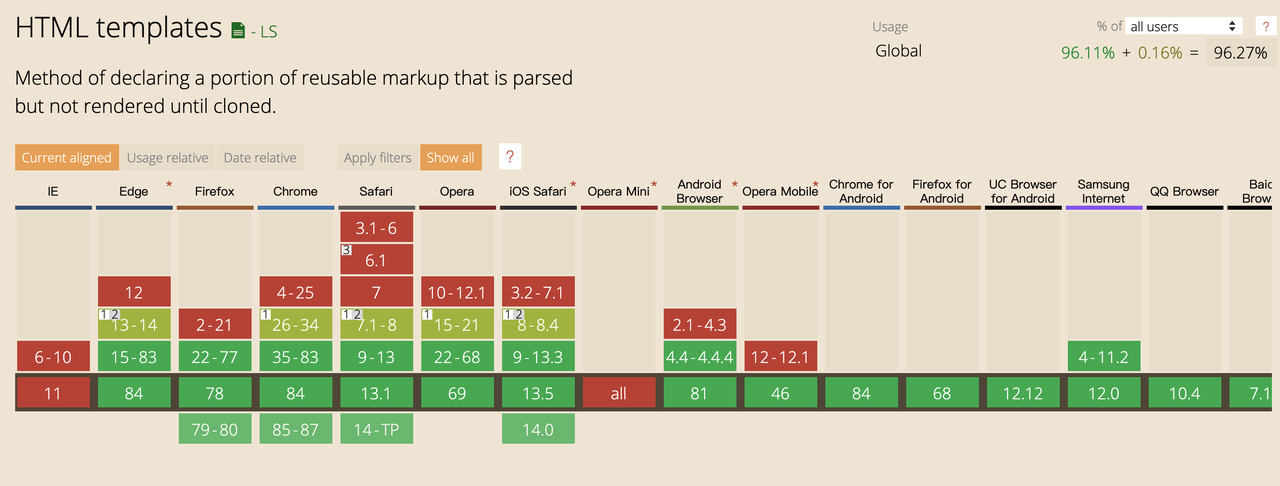 HTML templates - LS
Usage % of all users ?
Global 96.11% + 0.16% = 96.27%
Method of declaring a portion of reusable markup that is parsed
but not rendered until cloned.
Current aligned Usage relative Date relative Apply filters Show all ?
IE Edge * Firefox Chrome Safari Opera iOS Safari * Opera Mini * Android Browser * Opera Mobile * Chrome for Android Firefox for Android UC Browser for Android Samsung Internet QQ Browser
3.1-6
3 6.1
12 4-25 7 10-12.1 3.2-7.1
1 2 13-14 2-21 1 26-34 1 2 7.1-8 1 15-21 1 2 8-8.4 2.1-4.3
6-10 15-83 22-77 35-83 9-13 22-68 9-13.3 4.4-4.4.4 12-12.1 4-11.2
11 84 78 84 13.1 69 13.5 all 81 46 84 68 12.12 12.0 10.4 7.1
79-80 85-87 14-TP 14.0